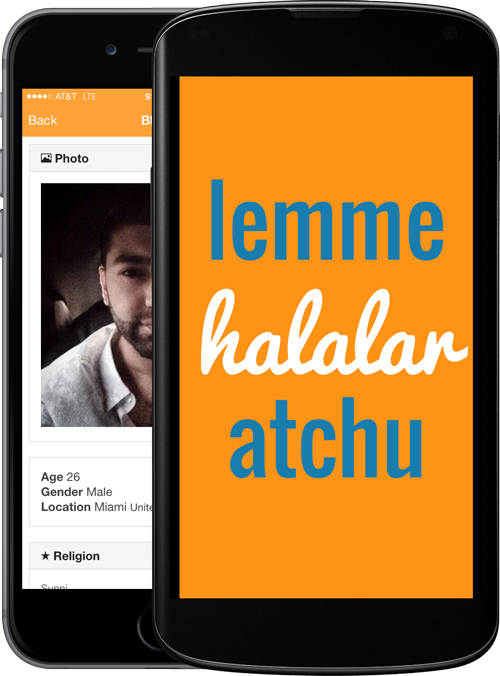 AT&T LTE
Back
Photo
Age 26
Gender Male
Location Miami
Religion
Sunni
lemme
halalar
atchu